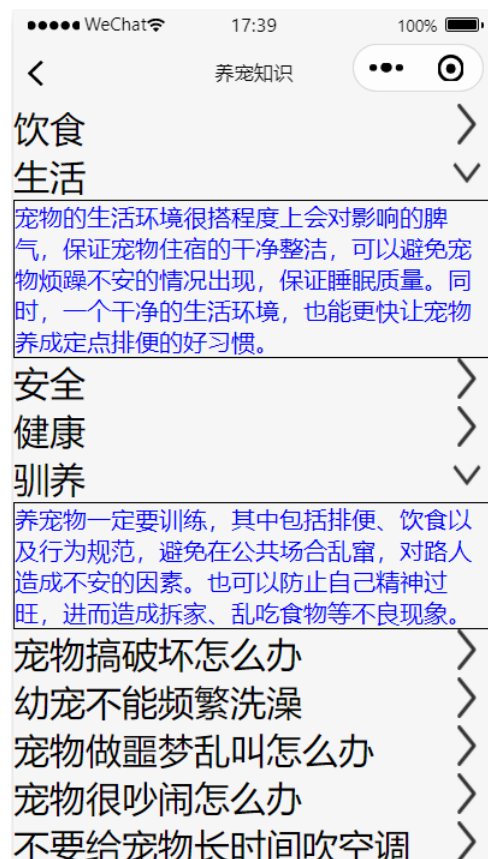 WeChat 17:39 100%
养宠知识
饮食
生活
宠物的生活环境很搭程度上会对影响的脾
气，保证宠物住宿的干净整洁，可以避免宠
物烦躁不安的情况出现，保证睡眠质量。同
时，一个干净的生活环境，也能更快让宠物
养成定点排便的好习惯。
安全
健康
驯养
养宠物一定要训练，其中包括排便、饮食以
及行为规范，避免在公共场合乱窜，对路人
造成不安的因素。也可以防止自己精神过
旺，进而造成拆家、乱吃食物等不良现象。
宠物搞破坏怎么办
幼宠不能频繁洗澡
宠物做噩梦乱叫怎么办
宠物很吵闹怎么办
不要给宠物长时间吹空调